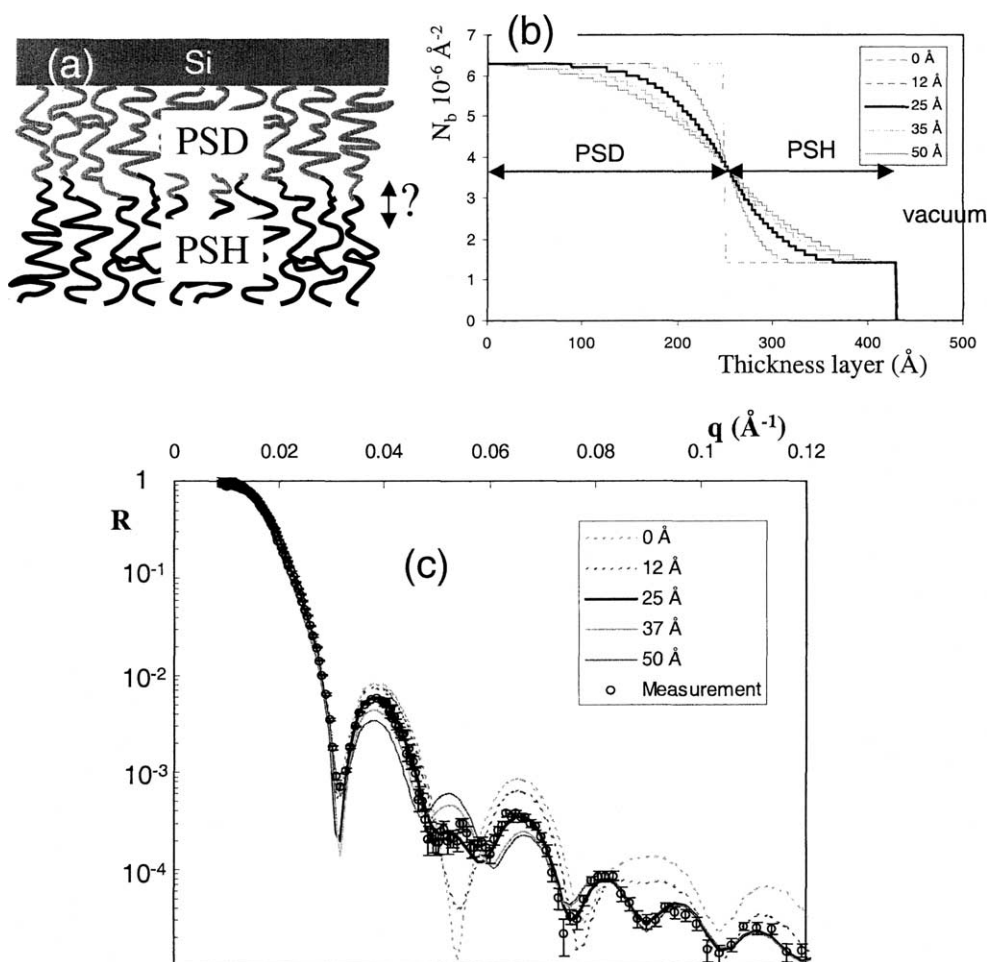 (a)
Si
PSD
?
PSH
(b)
N_b 10^-6 Å^-2
7
6
5
4
3
2
1
0
0 Å
12 Å
25 Å
35 Å
50 Å
PSD
PSH
vacuum
0 100 200 300 400 500
Thickness layer (Å)
q (Å^-1)
0 0.02 0.04 0.06 0.08 0.1 0.12
R
1
10^-1
10^-2
10^-3
10^-4
(c)
0 Å
12 Å
25 Å
37 Å
50 Å
Measurement